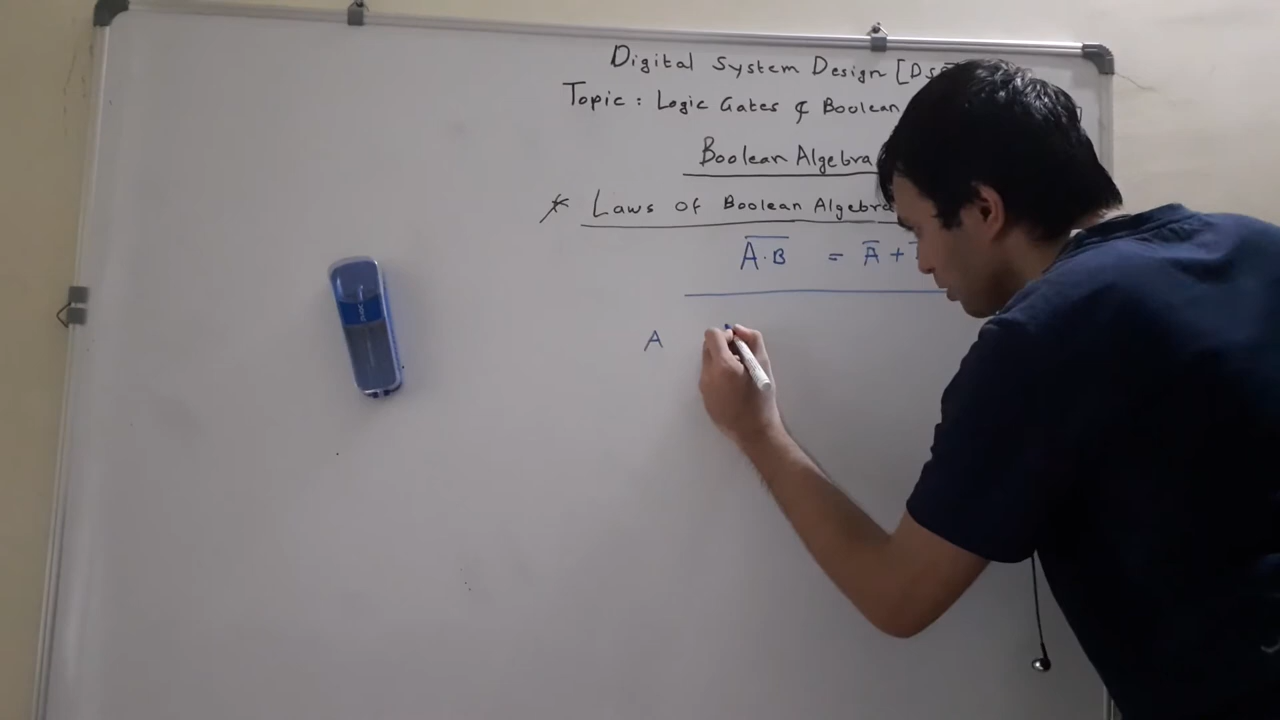 Digital System Design [DS
Topic : Logic Gates & Boolean
Boolean Algebra
* Laws of Boolean Algebra
A̅·̅B̅ = A̅ +
A